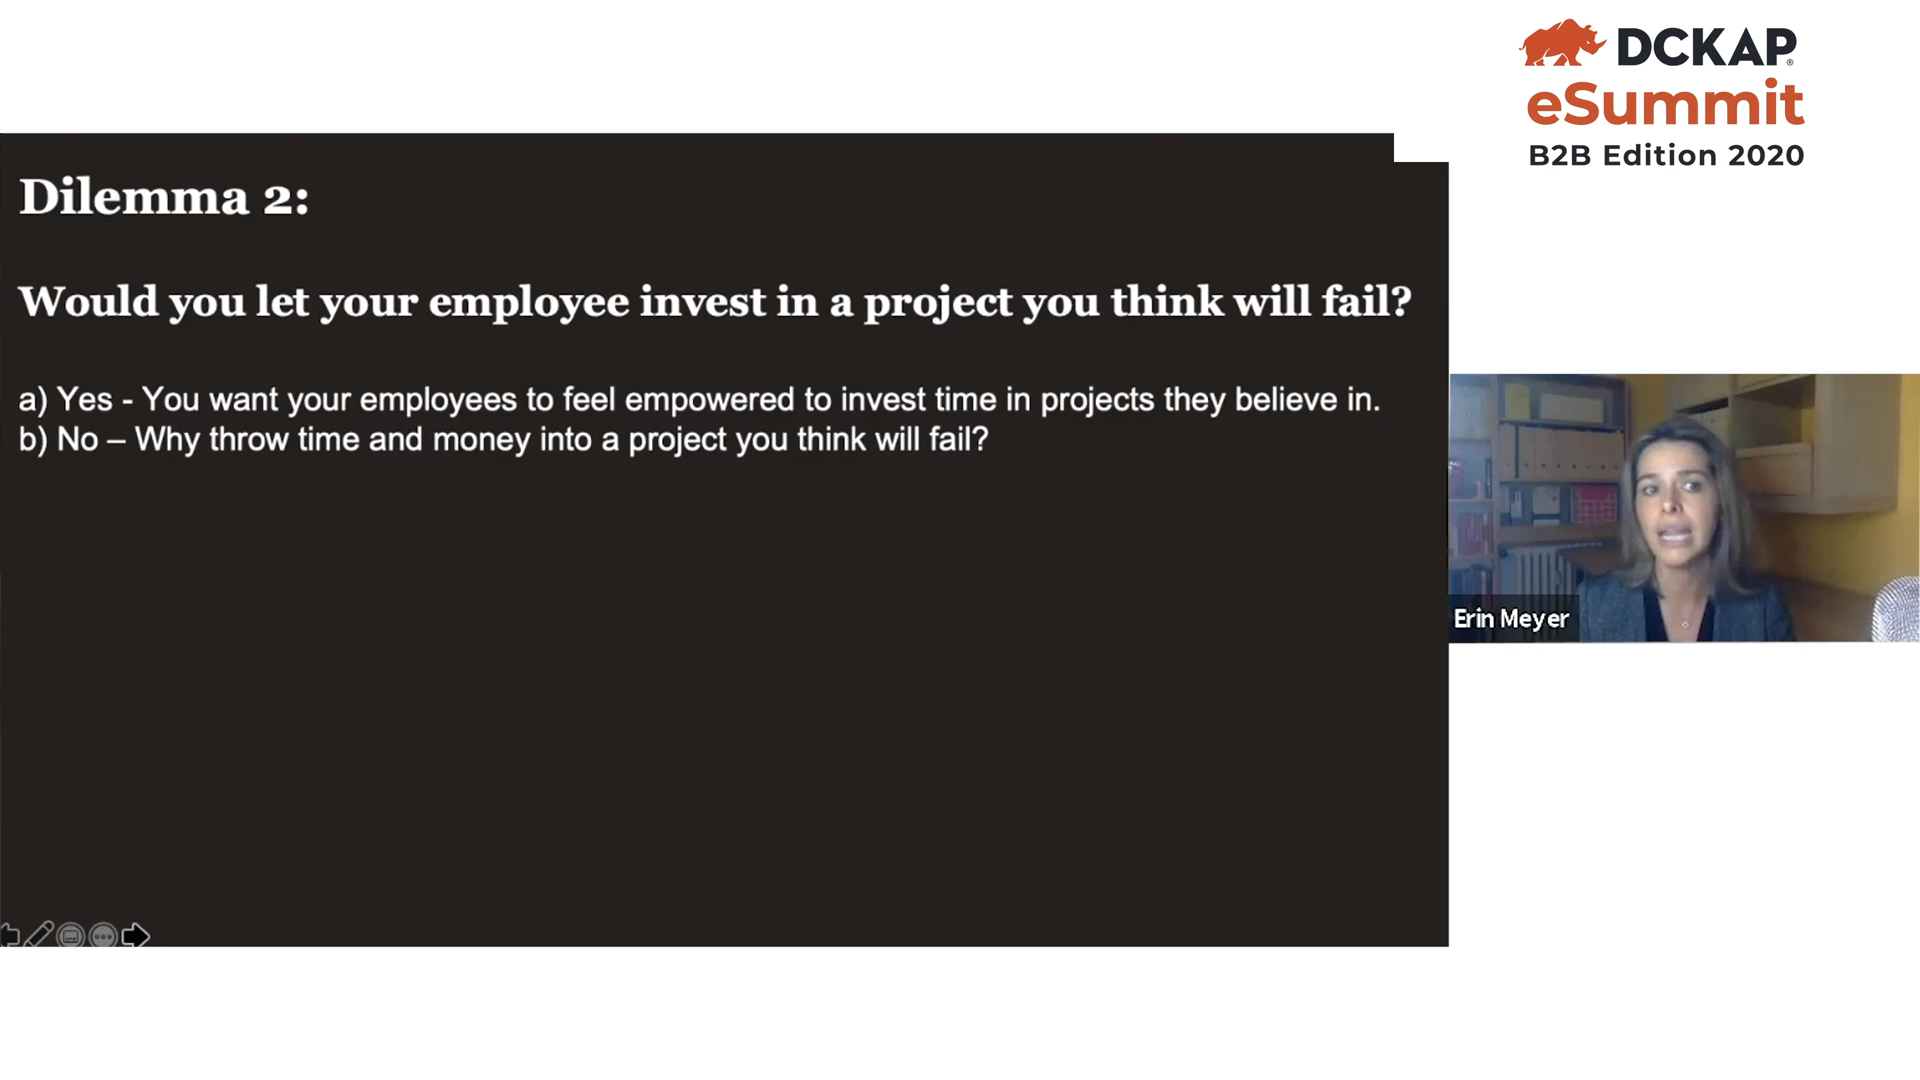 DCKAP®
eSummit
B2B Edition 2020
Dilemma 2:
Would you let your employee invest in a project you think will fail?
a) Yes - You want your employees to feel empowered to invest time in projects they believe in.
b) No – Why throw time and money into a project you think will fail?
Erin Meyer